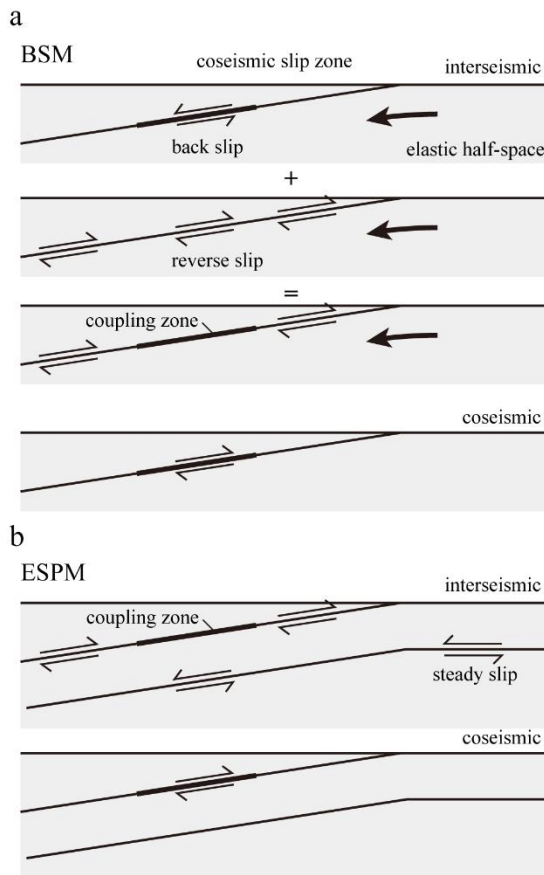 a
BSM
coseismic slip zone
interseismic
back slip
elastic half-space
+
reverse slip
=
coupling zone
coseismic
b
ESPM
interseismic
coupling zone
steady slip
coseismic